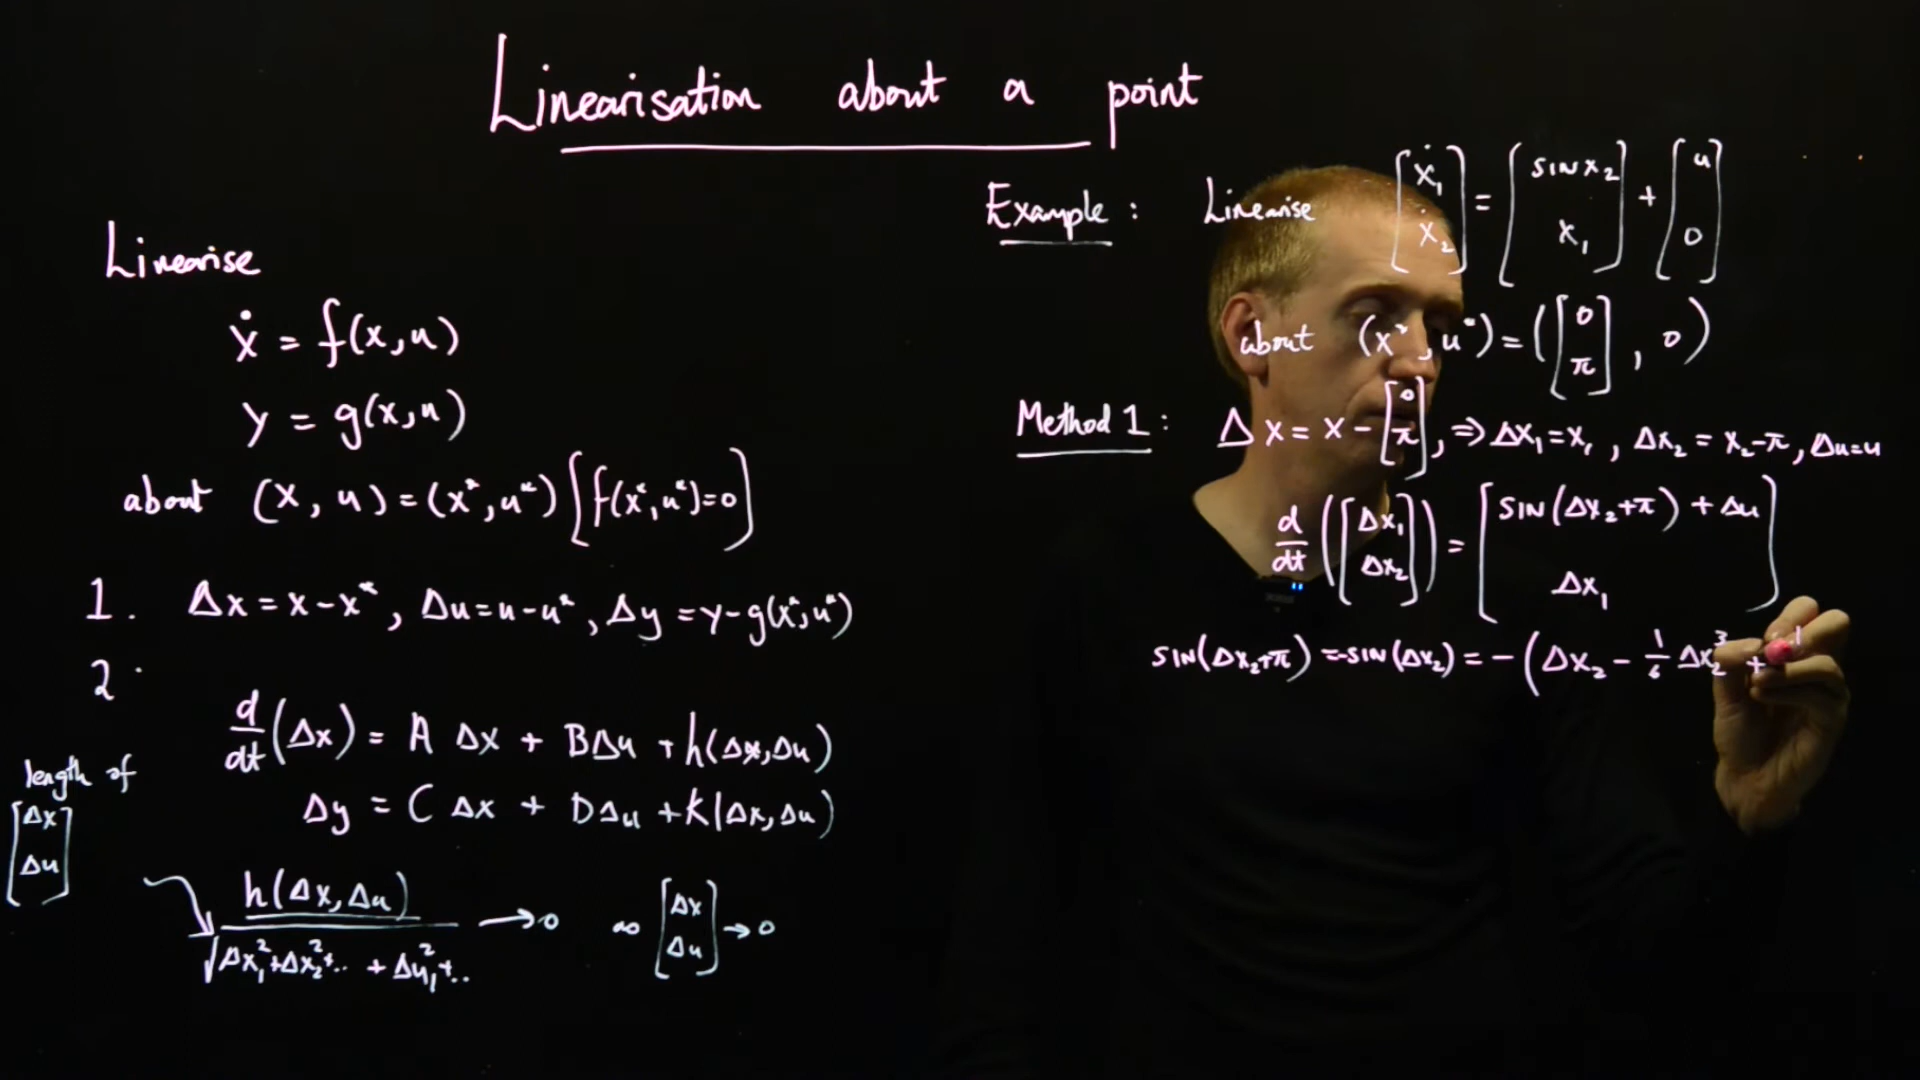 Linearisation about a point
Linearise
ẋ = f(x,u)
y = g(x,u)
about (x, u) = (x*, u*) [f(x*,u*)=0]
1. Δx = x - x*, Δu = u - u*, Δy = y - g(x*,u*)
2.
d/dt (Δx) = A Δx + BΔu + h(Δx,Δu)
Δy = C Δx + DΔu + K(Δx,Δu)
length of
[Δx
Δu]
h(Δx,Δu) / √Δx₁²+Δx₂²+.. + Δu₁²+.. → 0 as [Δx Δu] → 0
Example : Linearise [ẋ₁ ẋ₂] = [SINx₂ x₁] + [u 0]
about (x*, u*) = ([0 π], 0)
Method 1 : Δx = x - [0 π], ⇒ Δx₁=x₁, Δx₂ = x₂-π, Δu=u
d/dt ([Δx₁ Δx₂]) = [SIN(Δx₂+π) + Δu Δx₁]
SIN(Δx₂+π) = -SIN(Δx₂) = -(Δx₂ - 1/6 Δx₂³ + 1